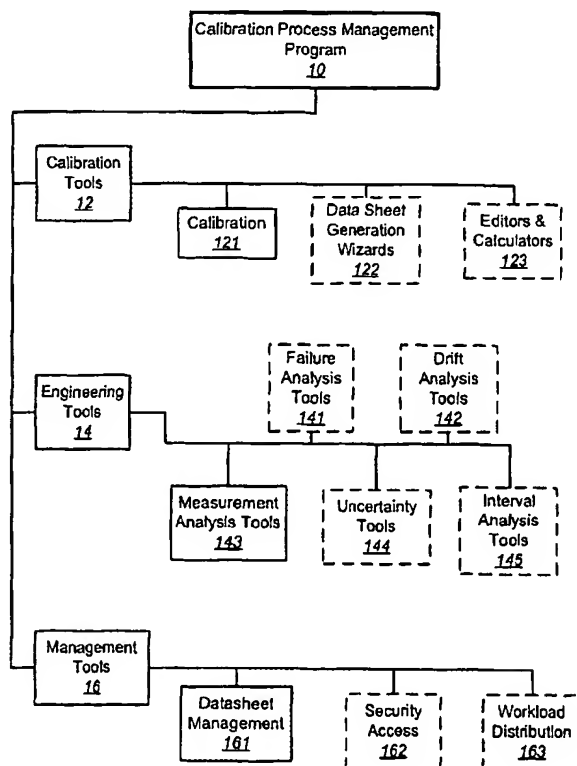 Calibration Process Management
Program
10
Calibration
Tools
12
Calibration
121
Data Sheet
Generation
Wizards
122
Editors &
Calculators
123
Failure
Analysis
Tools
141
Drift
Analysis
Tools
142
Engineering
Tools
14
Measurement
Analysis Tools
143
Uncertainty
Tools
144
Interval
Analysis
Tools
145
Management
Tools
16
Datasheet
Management
161
Security
Access
162
Workload
Distribution
163